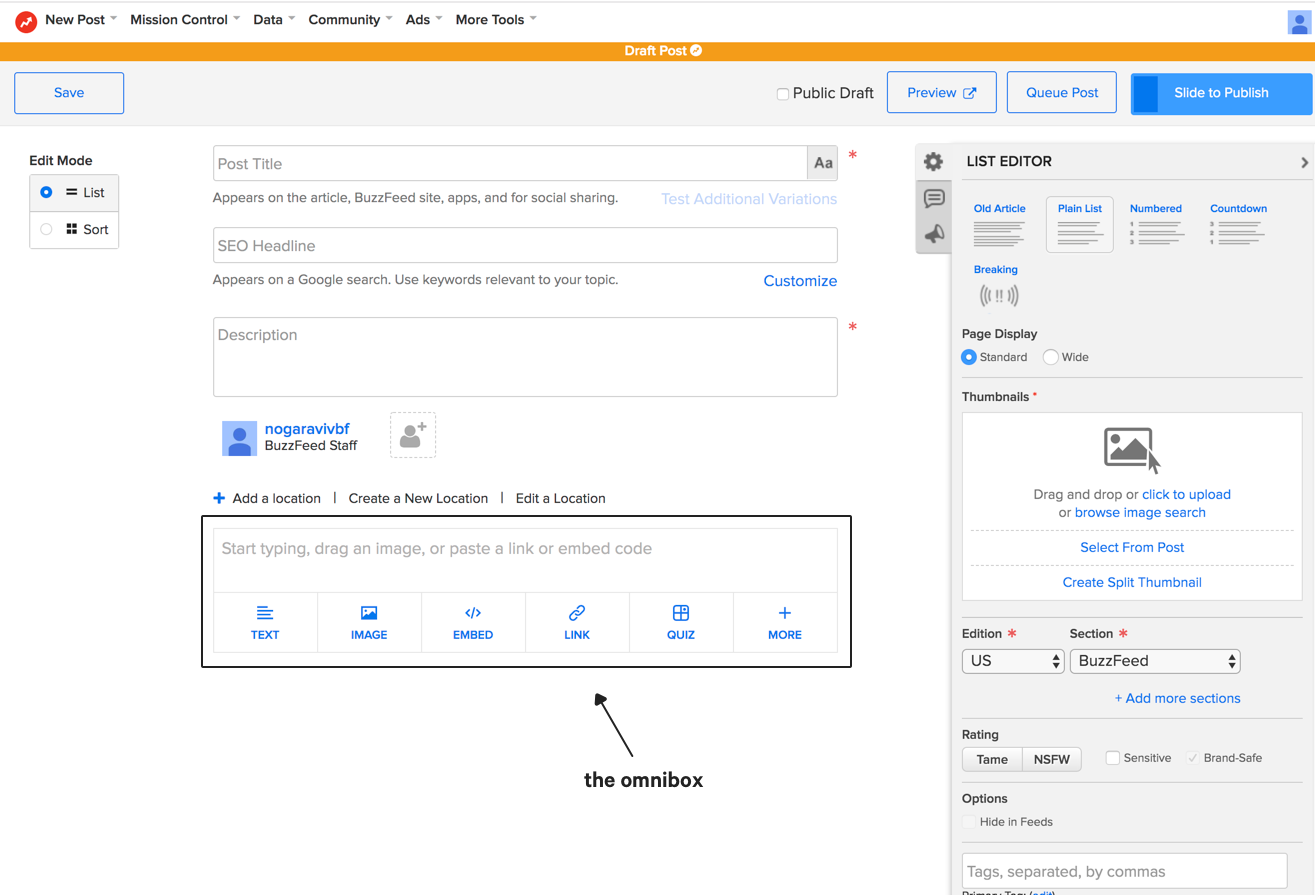 New Post Mission Control Data Community Ads More Tools
Draft Post
Save
Public Draft
Preview
Queue Post
Slide to Publish
Edit Mode
List
Sort
Post Title
Aa
*
Appears on the article, BuzzFeed site, apps, and for social sharing.
Test Additional Variations
SEO Headline
Appears on a Google search. Use keywords relevant to your topic.
Customize
Description
*
nogaravivbf
BuzzFeed Staff
+ Add a location | Create a New Location | Edit a Location
Start typing, drag an image, or paste a link or embed code
TEXT
IMAGE
EMBED
LINK
QUIZ
MORE
the omnibox
LIST EDITOR
Old Article
Plain List
Numbered
Countdown
Breaking
Page Display
Standard
Wide
Thumbnails *
Drag and drop or click to upload
or browse image search
Select From Post
Create Split Thumbnail
Edition *
Section *
US
BuzzFeed
+ Add more sections
Rating
Tame
NSFW
Sensitive
Brand-Safe
Options
Hide in Feeds
Tags, separated, by commas
Primary Tag: (edit)